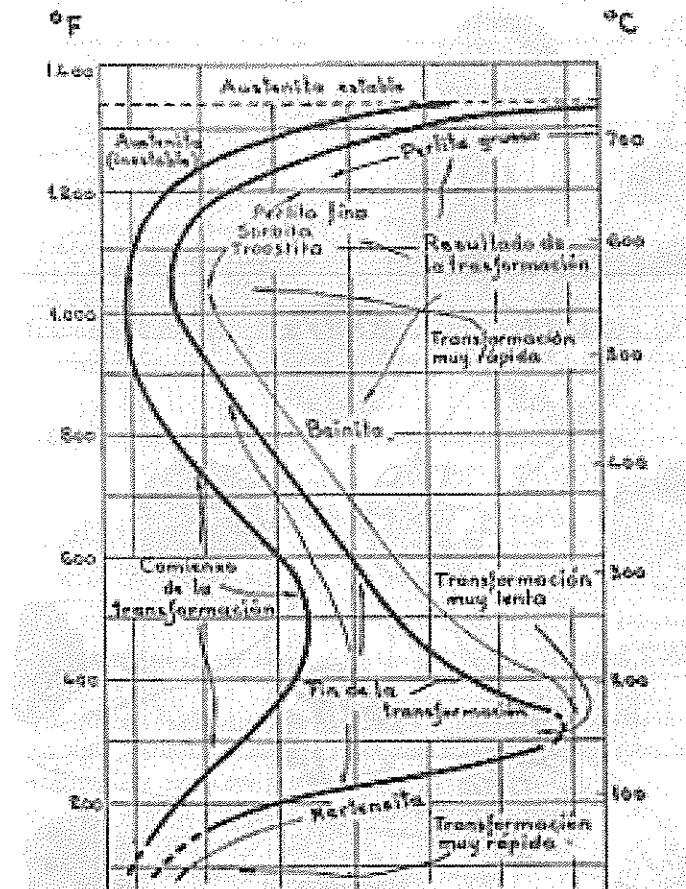 °F
°C
1.400
Austenita estable
Austenita
(inestable)
Perlita gruesa
700
1.200
Perlita fina
Sorbita
Troostita
Resultado de
la transformación
600
1.000
Transformación
muy rápida
500
800
Bainita
400
600
Comienzo
de la
transformación
300
Transformación
muy lenta
400
Fin de la
transformación
200
200
Martensita
100
Transformación
muy rápida